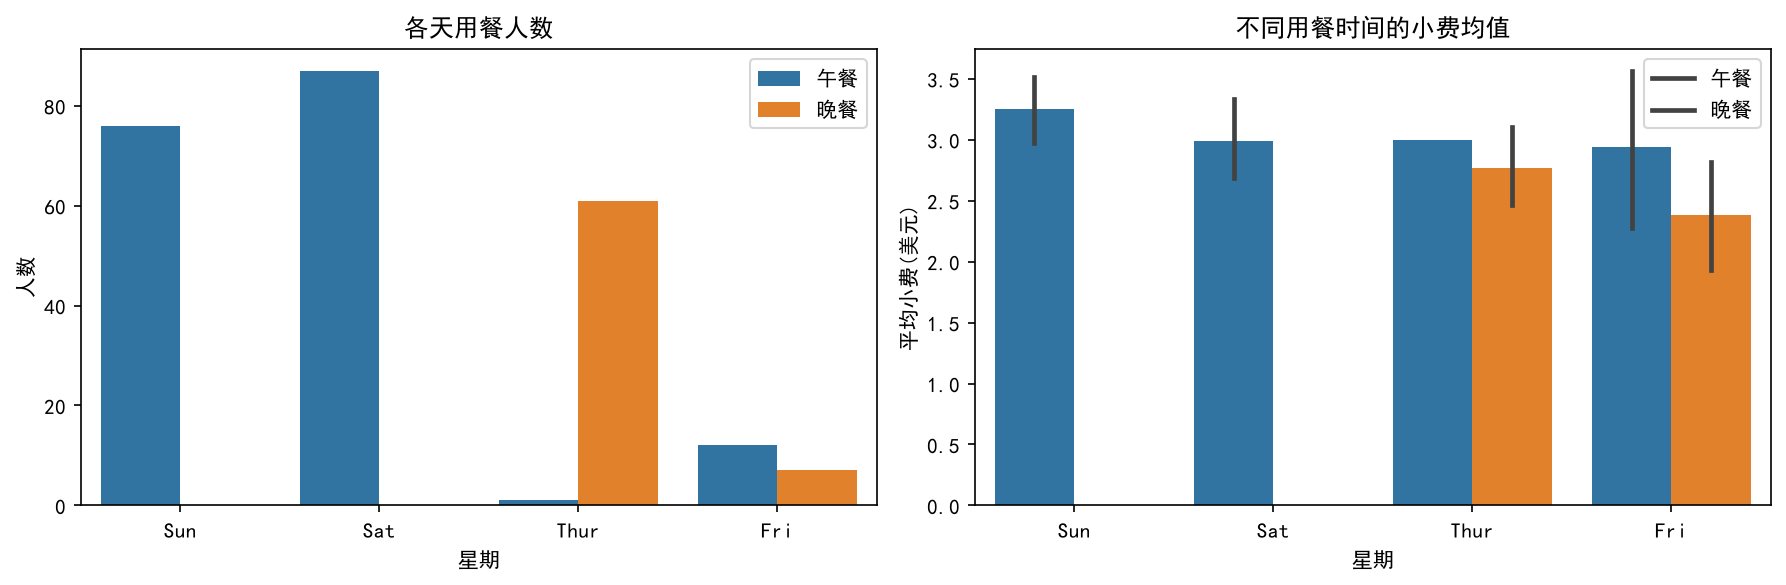 各天用餐人数
午餐
晚餐
80
60
40
20
0
人数
Sun Sat Thur Fri
星期
不同用餐时间的小费均值
午餐
晚餐
3.5
3.0
2.5
2.0
1.5
1.0
0.5
0.0
平均小费(美元)
Sun Sat Thur Fri
星期